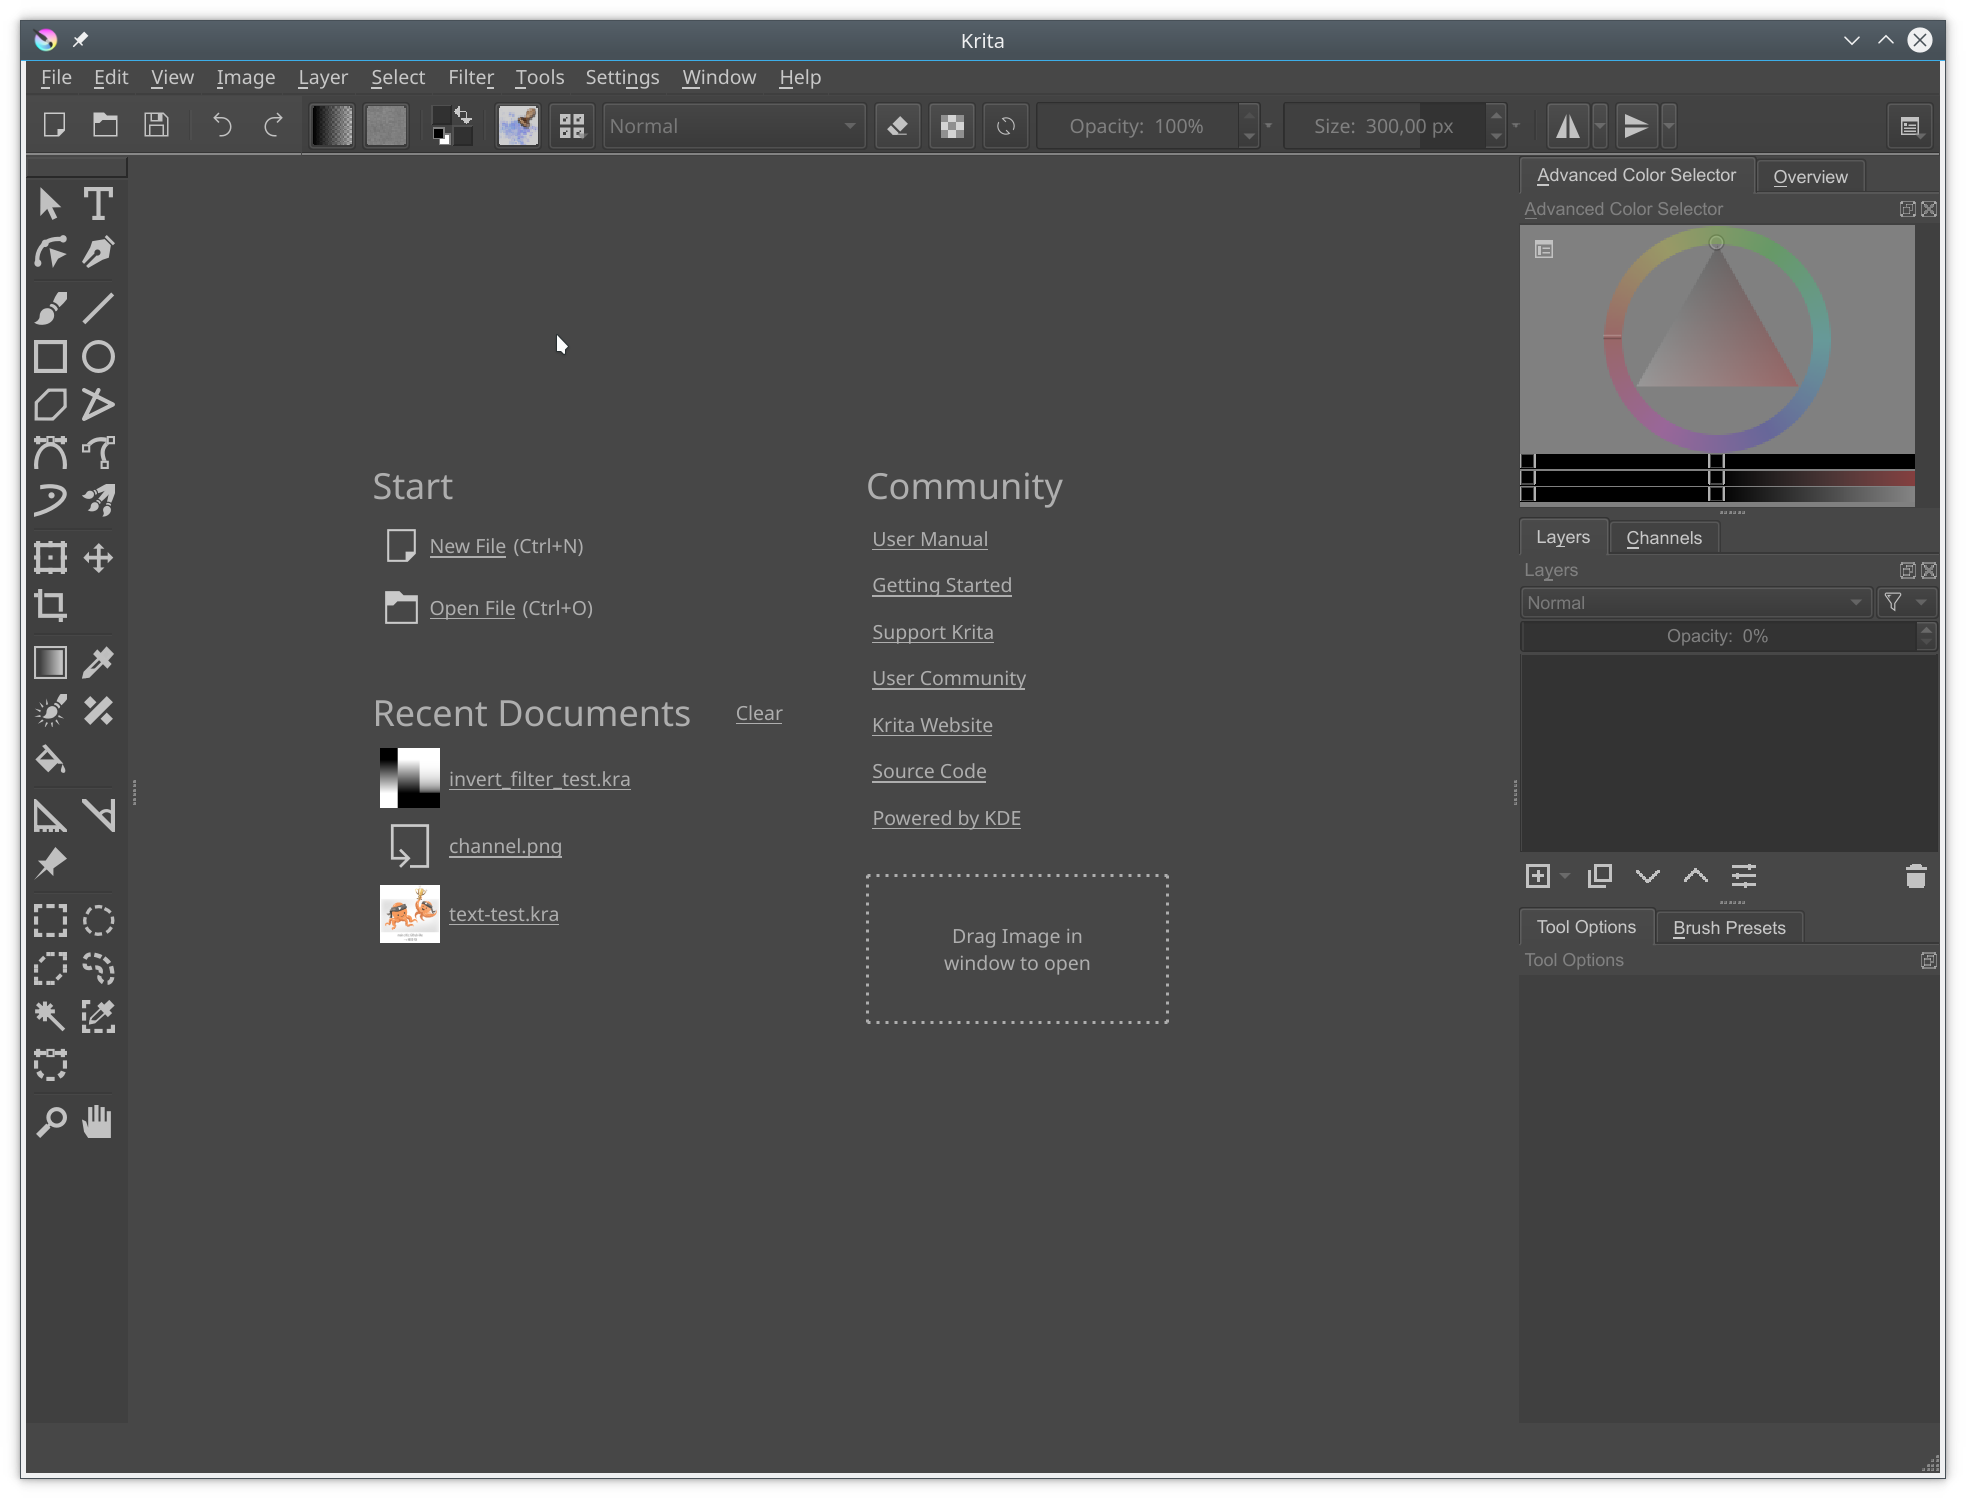 Krita
File Edit View Image Layer Select Filter Tools Settings Window Help
Normal Opacity: 100% Size: 300,00 px
Advanced Color Selector Overview
Advanced Color Selector
Start
New File (Ctrl+N)
Open File (Ctrl+O)
Recent Documents Clear
invert_filter_test.kra
channel.png
text-test.kra
Community
User Manual
Getting Started
Support Krita
User Community
Krita Website
Source Code
Powered by KDE
Drag Image in
window to open
Layers Channels
Layers
Normal
Opacity: 0%
Tool Options Brush Presets
Tool Options